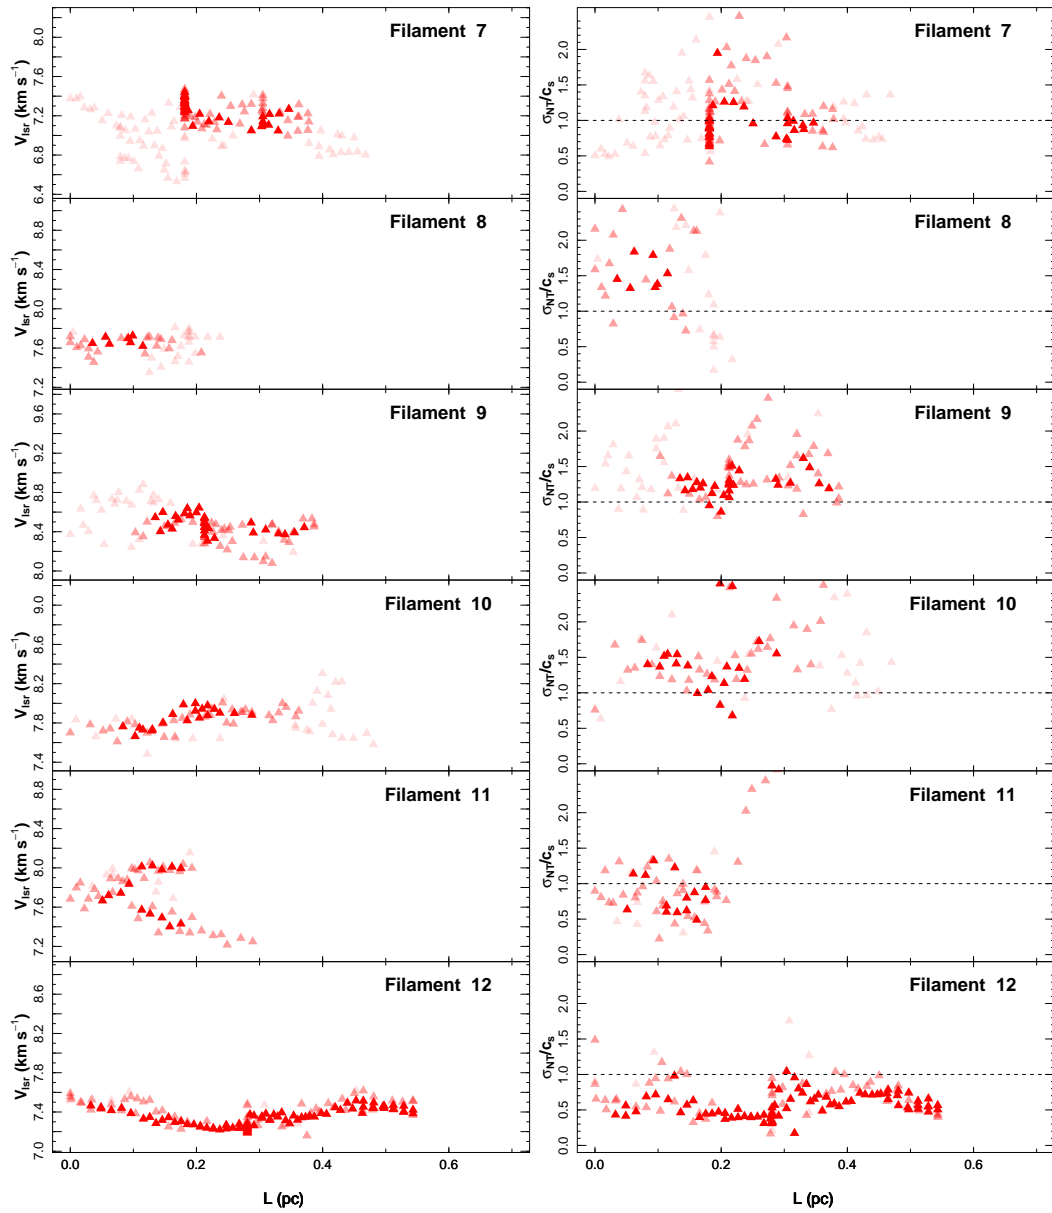 Filament 7
Filament 7
V_lsr (km s⁻¹)
6.4 6.8 7.2 7.6 8.0
σ_NT/c_s
0.0 0.5 1.0 1.5 2.0
Filament 8
Filament 8
V_lsr (km s⁻¹)
7.2 7.6 8.0 8.4 8.8
σ_NT/c_s
0.0 0.5 1.0 1.5 2.0
Filament 9
Filament 9
V_lsr (km s⁻¹)
8.0 8.4 8.8 9.2 9.6
σ_NT/c_s
0.0 0.5 1.0 1.5 2.0
Filament 10
Filament 10
V_lsr (km s⁻¹)
7.4 7.8 8.2 8.6 9.0
σ_NT/c_s
0.0 0.5 1.0 1.5 2.0
Filament 11
Filament 11
V_lsr (km s⁻¹)
7.2 7.6 8.0 8.4 8.8
σ_NT/c_s
0.0 0.5 1.0 1.5 2.0
Filament 12
Filament 12
V_lsr (km s⁻¹)
7.0 7.4 7.8 8.2 8.6
σ_NT/c_s
0.0 0.5 1.0 1.5 2.0
0.0 0.2 0.4 0.6
0.0 0.2 0.4 0.6
L (pc)
L (pc)